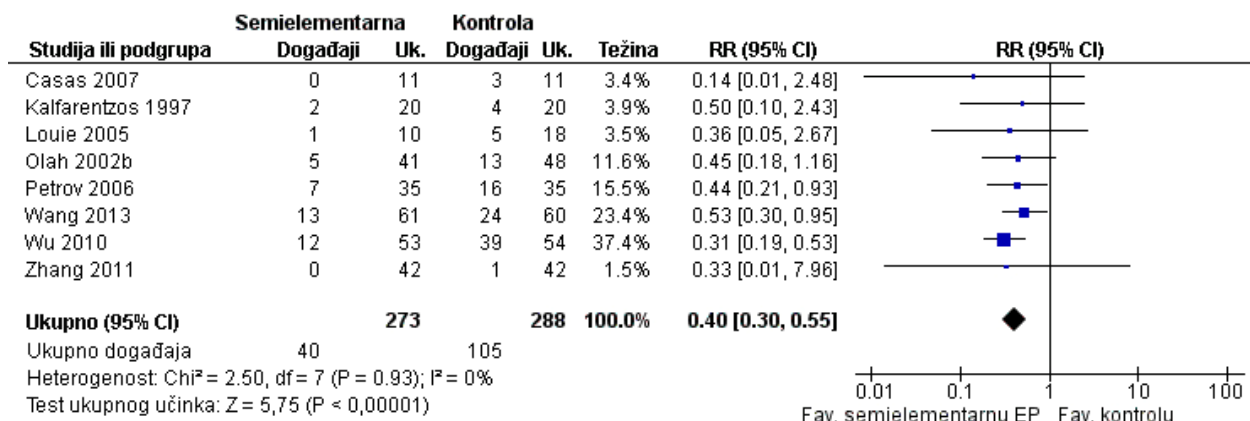 Semielementarna Kontrola
Studija ili podgrupa Događaji Uk. Događaji Uk. Težina RR (95% CI) RR (95% CI)
Casas 2007 0 11 3 11 3.4% 0.14 [0.01, 2.48]
Kalfarentzos 1997 2 20 4 20 3.9% 0.50 [0.10, 2.43]
Louie 2005 1 10 5 18 3.5% 0.36 [0.05, 2.67]
Olah 2002b 5 41 13 48 11.6% 0.45 [0.18, 1.16]
Petrov 2006 7 35 16 35 15.5% 0.44 [0.21, 0.93]
Wang 2013 13 61 24 60 23.4% 0.53 [0.30, 0.95]
Wu 2010 12 53 39 54 37.4% 0.31 [0.19, 0.53]
Zhang 2011 0 42 1 42 1.5% 0.33 [0.01, 7.96]
Ukupno (95% CI) 273 288 100.0% 0.40 [0.30, 0.55]
Ukupno događaja 40 105
Heterogenost: Chi² = 2.50, df = 7 (P = 0.93); I² = 0%
Test ukupnog učinka: Z = 5,75 (P < 0,00001)
0.01 0.1 1 10 100
Fav. semielementarnu EP Fav. kontrolu